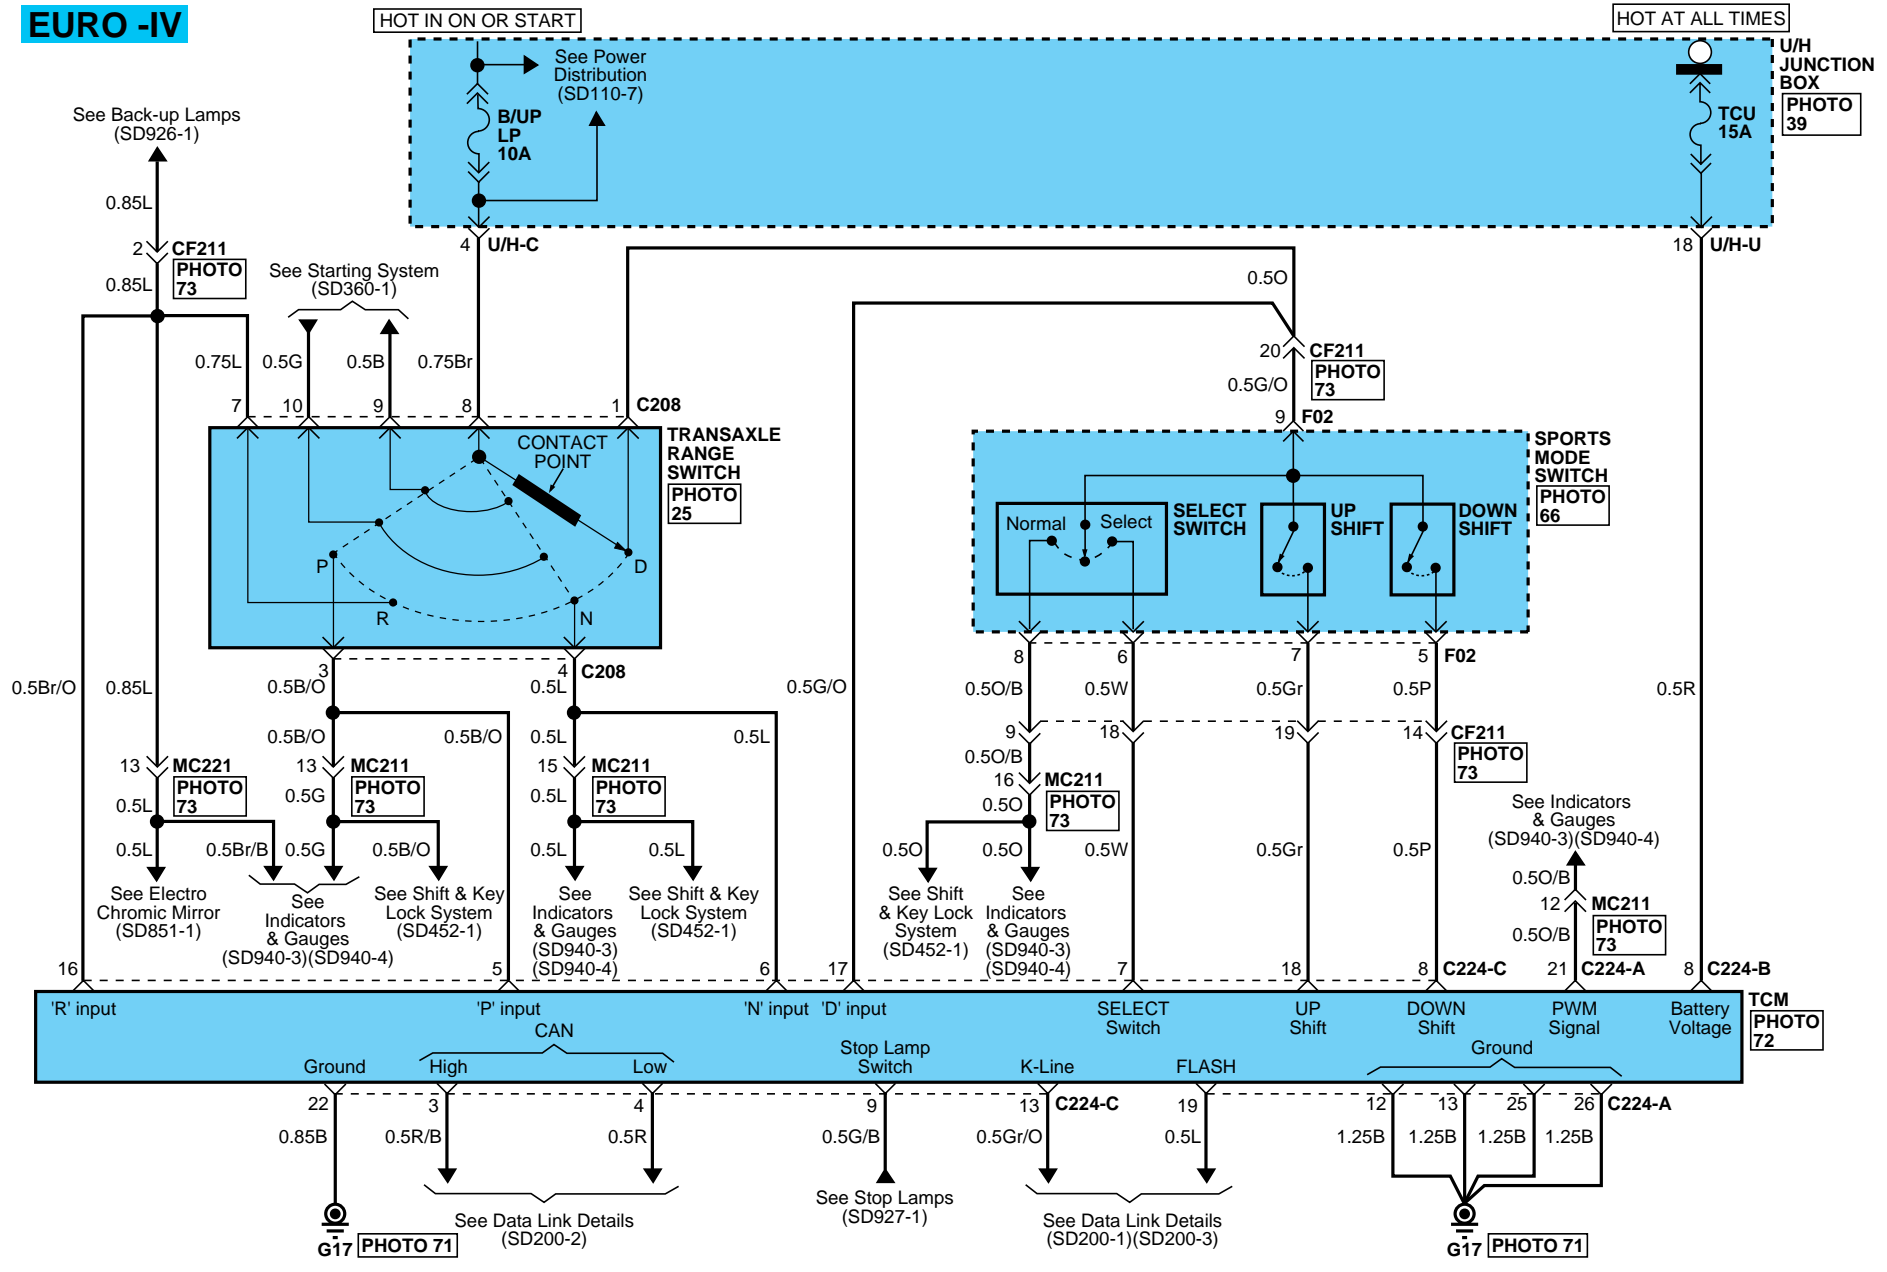 EURO -IV
HOT IN ON OR START
HOT AT ALL TIMES
See Power
Distribution
(SD110-7)
B/UP
LP
10A
TCU
15A
U/H
JUNCTION
BOX
PHOTO
39
See Back-up Lamps
(SD926-1)
0.85L
2
CF211
PHOTO
73
0.85L
4
U/H-C
18
U/H-U
See Starting System
(SD360-1)
0.5O
0.75L
0.5G
0.5B
0.75Br
20
CF211
PHOTO
73
0.5G/O
7
10
9
8
1
C208
9
F02
CONTACT
POINT
P
R
N
D
TRANSAXLE
RANGE
SWITCH
PHOTO
25
Normal
Select
SELECT
SWITCH
UP
SHIFT
DOWN
SHIFT
SPORTS
MODE
SWITCH
PHOTO
66
3
4
C208
8
6
7
5
F02
0.5Br/O
0.85L
0.5B/O
0.5L
0.5G/O
0.5O/B
0.5W
0.5Gr
0.5P
0.5R
0.5B/O
0.5B/O
0.5L
0.5L
9
18
19
14
CF211
PHOTO
73
0.5O/B
13
MC221
PHOTO
73
13
MC211
PHOTO
73
15
MC211
PHOTO
73
16
MC211
PHOTO
73
0.5L
0.5G
0.5L
0.5O
See Indicators
& Gauges
(SD940-3)(SD940-4)
0.5L
0.5Br/B
0.5G
0.5B/O
0.5L
0.5L
0.5O
0.5O
0.5W
0.5Gr
0.5P
0.5O/B
12
MC211
PHOTO
73
0.5O/B
See Electro
Chromic Mirror
(SD851-1)
See
Indicators
& Gauges
(SD940-3)(SD940-4)
See Shift & Key
Lock System
(SD452-1)
See
Indicators
& Gauges
(SD940-3)
(SD940-4)
See Shift & Key
Lock System
(SD452-1)
See Shift
& Key Lock
System
(SD452-1)
See
Indicators
& Gauges
(SD940-3)
(SD940-4)
16
5
6
17
7
18
8
C224-C
21
C224-A
8
C224-B
'R' input
'P' input
'N' input
'D' input
SELECT
Switch
UP
Shift
DOWN
Shift
PWM
Signal
Battery
Voltage
TCM
PHOTO
72
Ground
CAN
High
Low
Stop Lamp
Switch
K-Line
FLASH
Ground
22
3
4
9
13
C224-C
19
12
13
25
26
C224-A
0.85B
0.5R/B
0.5R
0.5G/B
0.5Gr/O
0.5L
1.25B
1.25B
1.25B
1.25B
G17
PHOTO 71
See Data Link Details
(SD200-2)
See Stop Lamps
(SD927-1)
See Data Link Details
(SD200-1)(SD200-3)
G17
PHOTO 71